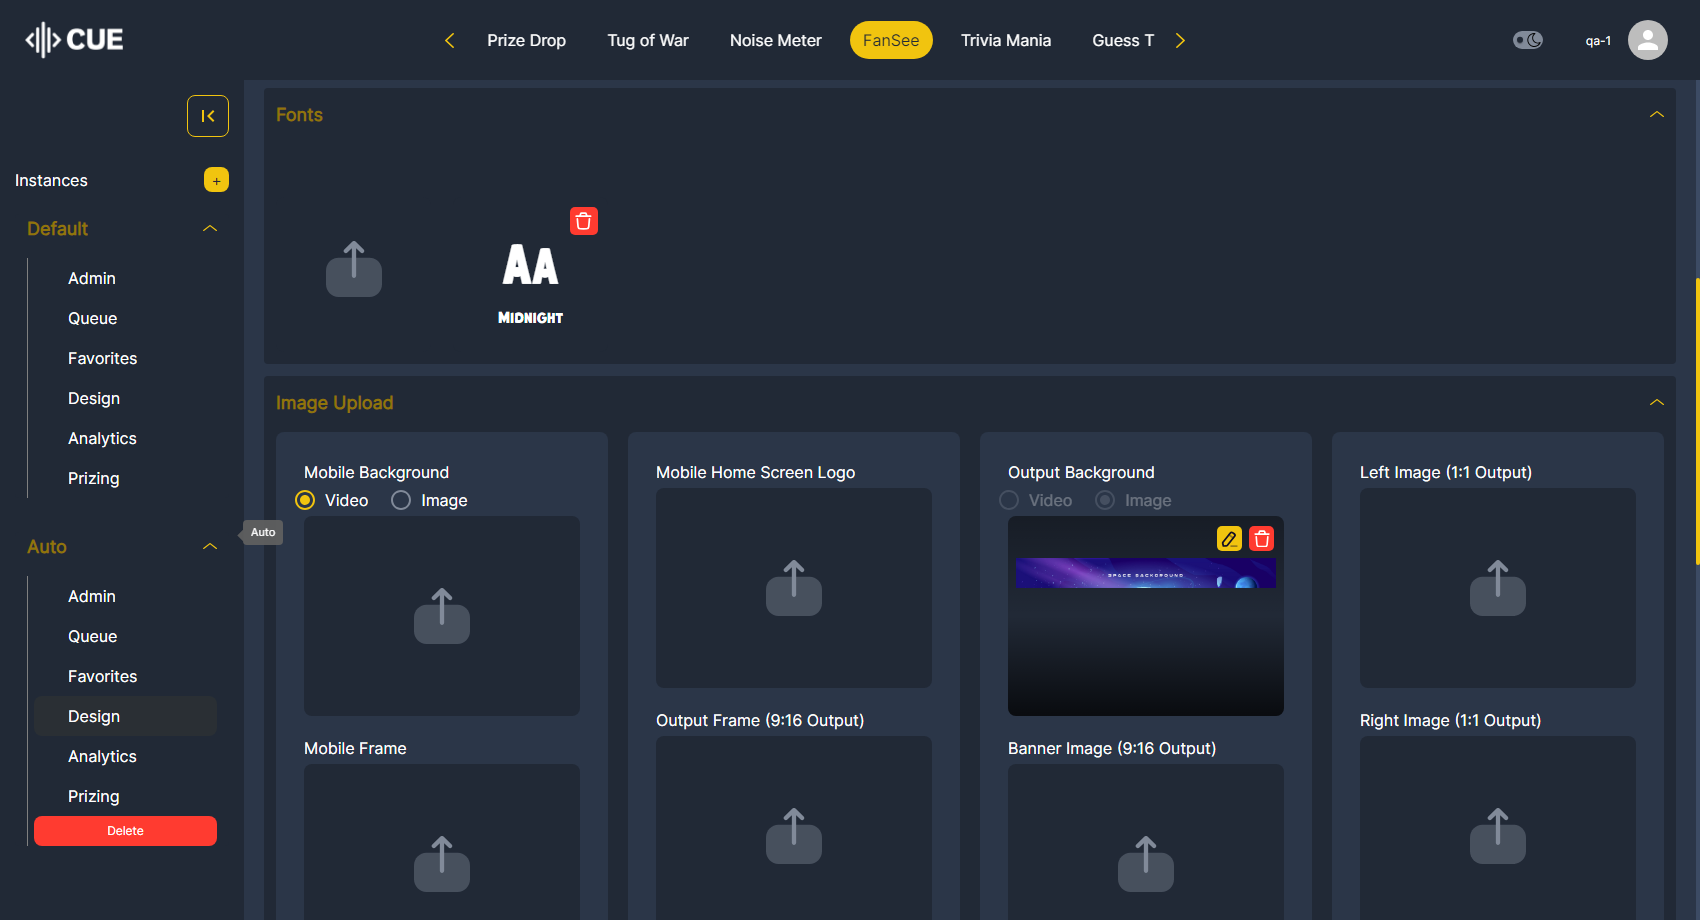 CUE
Prize Drop
Tug of War
Noise Meter
FanSee
Trivia Mania
Guess T
qa-1
Instances
+
Default
Admin
Queue
Favorites
Design
Analytics
Prizing
Auto
Auto
Admin
Queue
Favorites
Design
Analytics
Prizing
Delete
Fonts
AA
MIDNIGHT
Image Upload
Mobile Background
Video
Image
Mobile Frame
Mobile Home Screen Logo
Output Frame (9:16 Output)
Output Background
Video
Image
SPACE BACKGROUND
Banner Image (9:16 Output)
Left Image (1:1 Output)
Right Image (1:1 Output)